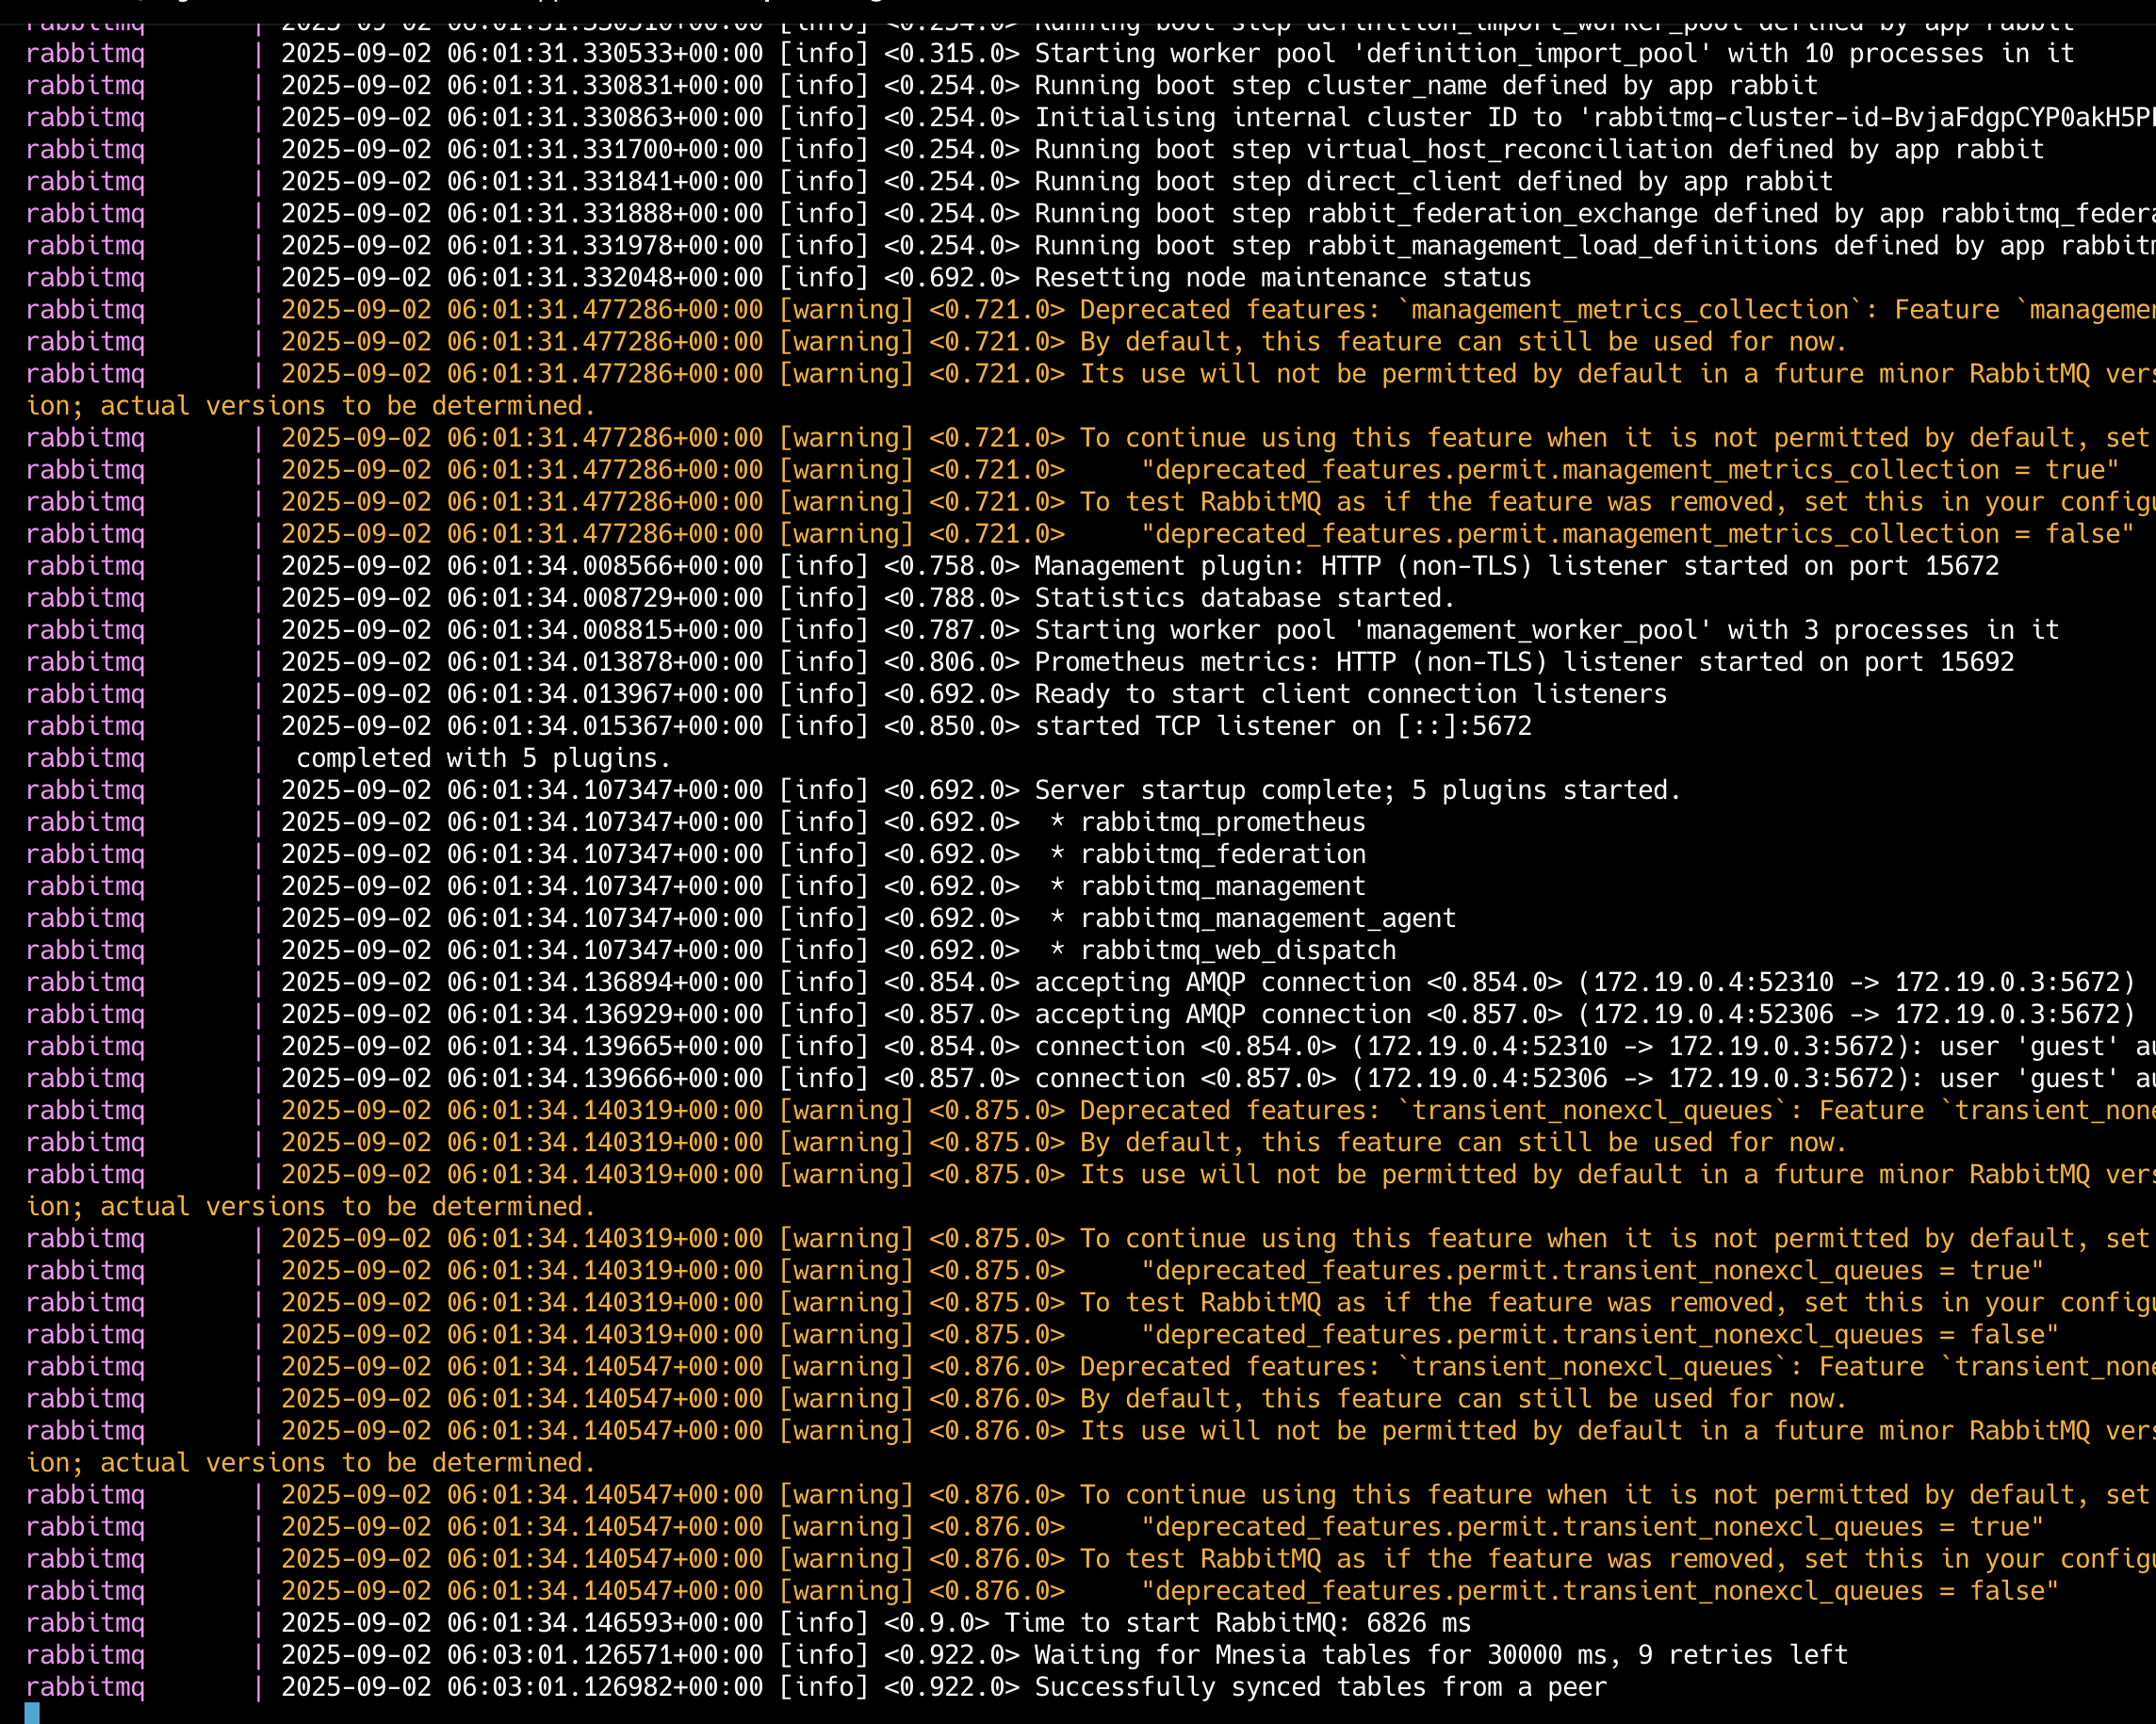 rabbitmq | 2025-09-02 06:01:31.330510+00:00 [info] <0.254.0> Running boot step definition_import_worker_pool defined by app rabbit
rabbitmq | 2025-09-02 06:01:31.330533+00:00 [info] <0.315.0> Starting worker pool 'definition_import_pool' with 10 processes in it
rabbitmq | 2025-09-02 06:01:31.330831+00:00 [info] <0.254.0> Running boot step cluster_name defined by app rabbit
rabbitmq | 2025-09-02 06:01:31.330863+00:00 [info] <0.254.0> Initialising internal cluster ID to 'rabbitmq-cluster-id-BvjaFdgpCYP0akH5P
rabbitmq | 2025-09-02 06:01:31.331700+00:00 [info] <0.254.0> Running boot step virtual_host_reconciliation defined by app rabbit
rabbitmq | 2025-09-02 06:01:31.331841+00:00 [info] <0.254.0> Running boot step direct_client defined by app rabbit
rabbitmq | 2025-09-02 06:01:31.331888+00:00 [info] <0.254.0> Running boot step rabbit_federation_exchange defined by app rabbitmq_feder
rabbitmq | 2025-09-02 06:01:31.331978+00:00 [info] <0.254.0> Running boot step rabbit_management_load_definitions defined by app rabbit
rabbitmq | 2025-09-02 06:01:31.332048+00:00 [info] <0.692.0> Resetting node maintenance status
rabbitmq | 2025-09-02 06:01:31.477286+00:00 [warning] <0.721.0> Deprecated features: `management_metrics_collection`: Feature `manageme
rabbitmq | 2025-09-02 06:01:31.477286+00:00 [warning] <0.721.0> By default, this feature can still be used for now.
rabbitmq | 2025-09-02 06:01:31.477286+00:00 [warning] <0.721.0> Its use will not be permitted by default in a future minor RabbitMQ vers
ion; actual versions to be determined.
rabbitmq | 2025-09-02 06:01:31.477286+00:00 [warning] <0.721.0> To continue using this feature when it is not permitted by default, set
rabbitmq | 2025-09-02 06:01:31.477286+00:00 [warning] <0.721.0>     "deprecated_features.permit.management_metrics_collection = true"
rabbitmq | 2025-09-02 06:01:31.477286+00:00 [warning] <0.721.0> To test RabbitMQ as if the feature was removed, set this in your config
rabbitmq | 2025-09-02 06:01:31.477286+00:00 [warning] <0.721.0>     "deprecated_features.permit.management_metrics_collection = false"
rabbitmq | 2025-09-02 06:01:34.008566+00:00 [info] <0.758.0> Management plugin: HTTP (non-TLS) listener started on port 15672
rabbitmq | 2025-09-02 06:01:34.008729+00:00 [info] <0.788.0> Statistics database started.
rabbitmq | 2025-09-02 06:01:34.008815+00:00 [info] <0.787.0> Starting worker pool 'management_worker_pool' with 3 processes in it
rabbitmq | 2025-09-02 06:01:34.013878+00:00 [info] <0.806.0> Prometheus metrics: HTTP (non-TLS) listener started on port 15692
rabbitmq | 2025-09-02 06:01:34.013967+00:00 [info] <0.692.0> Ready to start client connection listeners
rabbitmq | 2025-09-02 06:01:34.015367+00:00 [info] <0.850.0> started TCP listener on [::]:5672
rabbitmq |  completed with 5 plugins.
rabbitmq | 2025-09-02 06:01:34.107347+00:00 [info] <0.692.0> Server startup complete; 5 plugins started.
rabbitmq | 2025-09-02 06:01:34.107347+00:00 [info] <0.692.0>  * rabbitmq_prometheus
rabbitmq | 2025-09-02 06:01:34.107347+00:00 [info] <0.692.0>  * rabbitmq_federation
rabbitmq | 2025-09-02 06:01:34.107347+00:00 [info] <0.692.0>  * rabbitmq_management
rabbitmq | 2025-09-02 06:01:34.107347+00:00 [info] <0.692.0>  * rabbitmq_management_agent
rabbitmq | 2025-09-02 06:01:34.107347+00:00 [info] <0.692.0>  * rabbitmq_web_dispatch
rabbitmq | 2025-09-02 06:01:34.136894+00:00 [info] <0.854.0> accepting AMQP connection <0.854.0> (172.19.0.4:52310 -> 172.19.0.3:5672)
rabbitmq | 2025-09-02 06:01:34.136929+00:00 [info] <0.857.0> accepting AMQP connection <0.857.0> (172.19.0.4:52306 -> 172.19.0.3:5672)
rabbitmq | 2025-09-02 06:01:34.139665+00:00 [info] <0.854.0> connection <0.854.0> (172.19.0.4:52310 -> 172.19.0.3:5672): user 'guest' a
rabbitmq | 2025-09-02 06:01:34.139666+00:00 [info] <0.857.0> connection <0.857.0> (172.19.0.4:52306 -> 172.19.0.3:5672): user 'guest' a
rabbitmq | 2025-09-02 06:01:34.140319+00:00 [warning] <0.875.0> Deprecated features: `transient_nonexcl_queues`: Feature `transient_none
rabbitmq | 2025-09-02 06:01:34.140319+00:00 [warning] <0.875.0> By default, this feature can still be used for now.
rabbitmq | 2025-09-02 06:01:34.140319+00:00 [warning] <0.875.0> Its use will not be permitted by default in a future minor RabbitMQ vers
ion; actual versions to be determined.
rabbitmq | 2025-09-02 06:01:34.140319+00:00 [warning] <0.875.0> To continue using this feature when it is not permitted by default, set
rabbitmq | 2025-09-02 06:01:34.140319+00:00 [warning] <0.875.0>     "deprecated_features.permit.transient_nonexcl_queues = true"
rabbitmq | 2025-09-02 06:01:34.140319+00:00 [warning] <0.875.0> To test RabbitMQ as if the feature was removed, set this in your config
rabbitmq | 2025-09-02 06:01:34.140319+00:00 [warning] <0.875.0>     "deprecated_features.permit.transient_nonexcl_queues = false"
rabbitmq | 2025-09-02 06:01:34.140547+00:00 [warning] <0.876.0> Deprecated features: `transient_nonexcl_queues`: Feature `transient_none
rabbitmq | 2025-09-02 06:01:34.140547+00:00 [warning] <0.876.0> By default, this feature can still be used for now.
rabbitmq | 2025-09-02 06:01:34.140547+00:00 [warning] <0.876.0> Its use will not be permitted by default in a future minor RabbitMQ vers
ion; actual versions to be determined.
rabbitmq | 2025-09-02 06:01:34.140547+00:00 [warning] <0.876.0> To continue using this feature when it is not permitted by default, set
rabbitmq | 2025-09-02 06:01:34.140547+00:00 [warning] <0.876.0>     "deprecated_features.permit.transient_nonexcl_queues = true"
rabbitmq | 2025-09-02 06:01:34.140547+00:00 [warning] <0.876.0> To test RabbitMQ as if the feature was removed, set this in your config
rabbitmq | 2025-09-02 06:01:34.140547+00:00 [warning] <0.876.0>     "deprecated_features.permit.transient_nonexcl_queues = false"
rabbitmq | 2025-09-02 06:01:34.146593+00:00 [info] <0.9.0> Time to start RabbitMQ: 6826 ms
rabbitmq | 2025-09-02 06:03:01.126571+00:00 [info] <0.922.0> Waiting for Mnesia tables for 30000 ms, 9 retries left
rabbitmq | 2025-09-02 06:03:01.126982+00:00 [info] <0.922.0> Successfully synced tables from a peer